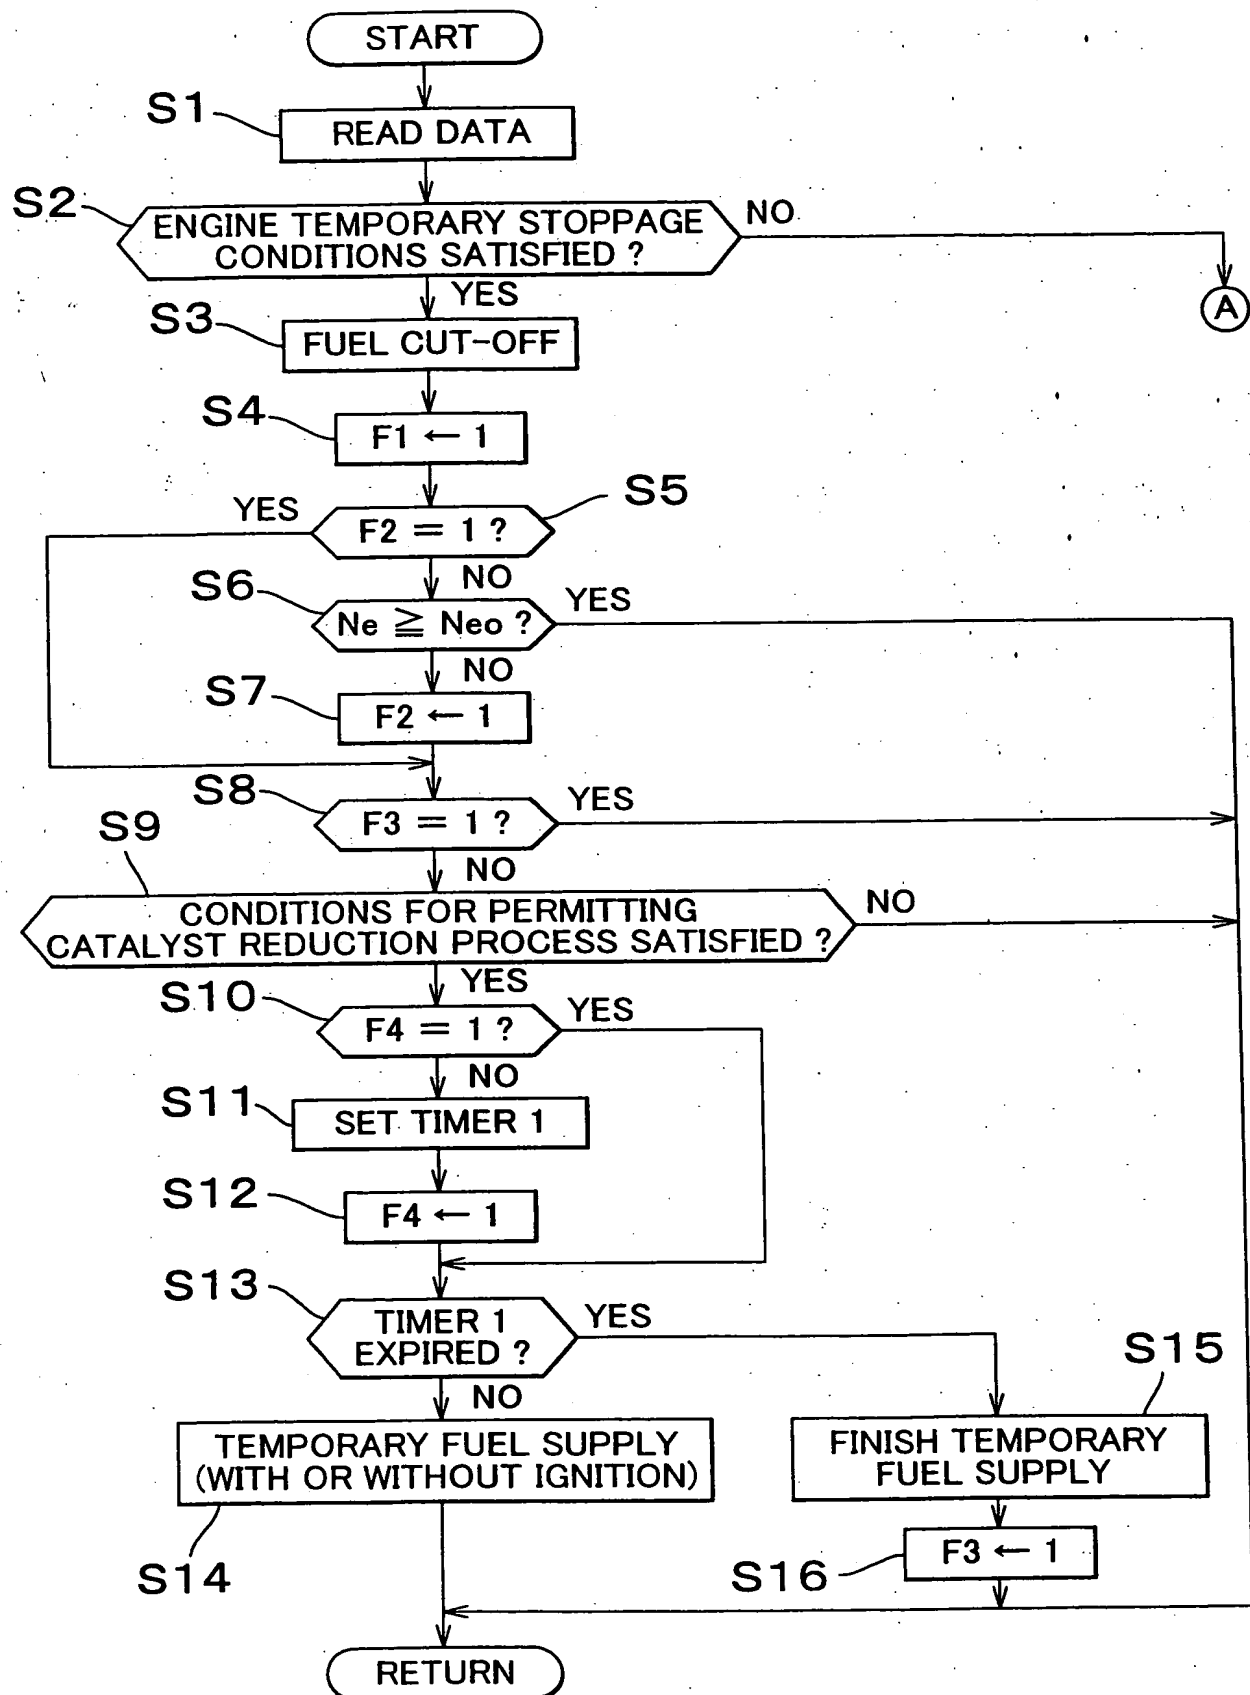 START
S1
READ DATA
S2
ENGINE TEMPORARY STOPPAGE
CONDITIONS SATISFIED ?
NO
A
YES
S3
FUEL CUT-OFF
S4
F1 ← 1
S5
YES
F2 = 1 ?
NO
S6
Ne ≧ Neo ?
YES
NO
S7
F2 ← 1
S8
F3 = 1 ?
YES
NO
S9
CONDITIONS FOR PERMITTING
CATALYST REDUCTION PROCESS SATISFIED ?
NO
YES
S10
F4 = 1 ?
YES
NO
S11
SET TIMER 1
S12
F4 ← 1
S13
TIMER 1
EXPIRED ?
YES
NO
S14
TEMPORARY FUEL SUPPLY
(WITH OR WITHOUT IGNITION)
S15
FINISH TEMPORARY
FUEL SUPPLY
S16
F3 ← 1
RETURN